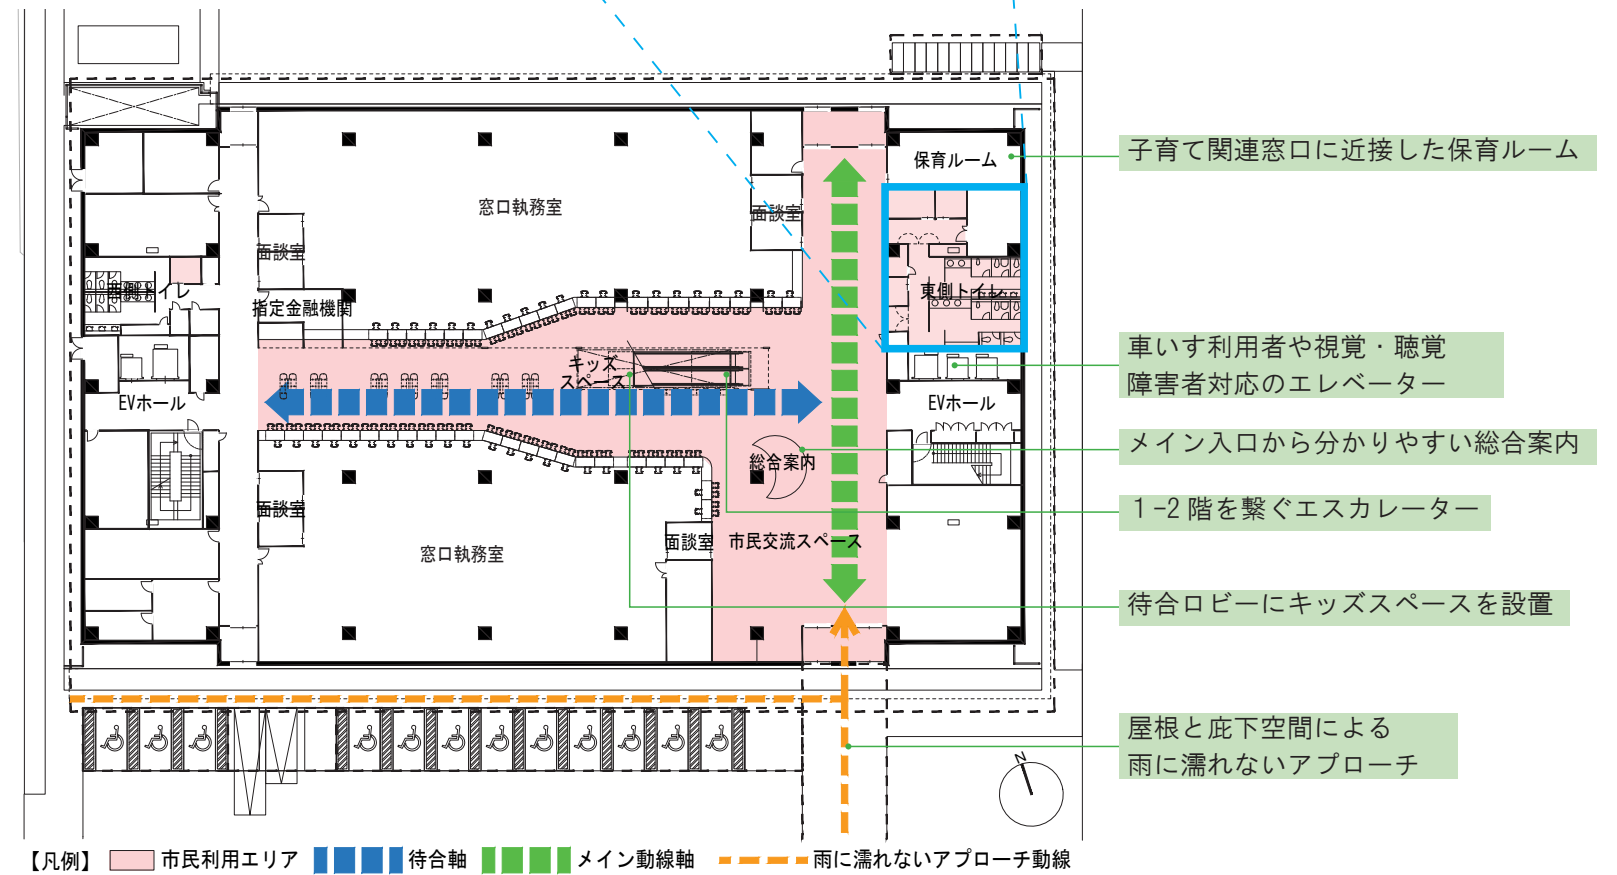 保育ルーム
子育て関連窓口に近接した保育ルーム
窓口執務室
面談室
面談室
西側トイレ
東側トイレ
指定金融機関
キッズ
スペース
車いす利用者や視覚・聴覚
障害者対応のエレベーター
EVホール
EVホール
メイン入口から分かりやすい総合案内
総合案内
面談室
1-2階を繋ぐエスカレーター
窓口執務室
面談室
市民交流スペース
待合ロビーにキッズスペースを設置
屋根と庇下空間による
雨に濡れないアプローチ
N
【凡例】 市民利用エリア 待合軸 メイン動線軸 雨に濡れないアプローチ動線